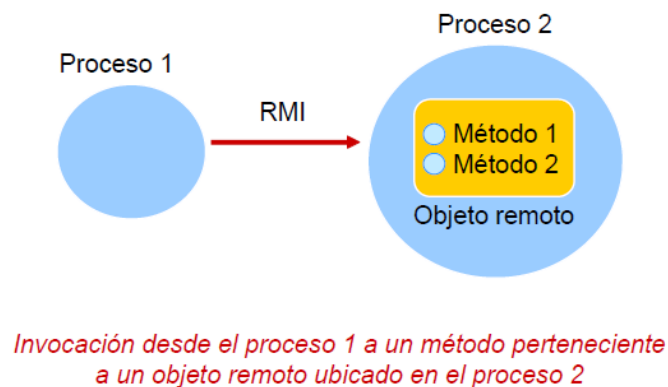 Proceso 2
Proceso 1
RMI
Método 1
Método 2
Objeto remoto
Invocación desde el proceso 1 a un método perteneciente
a un objeto remoto ubicado en el proceso 2